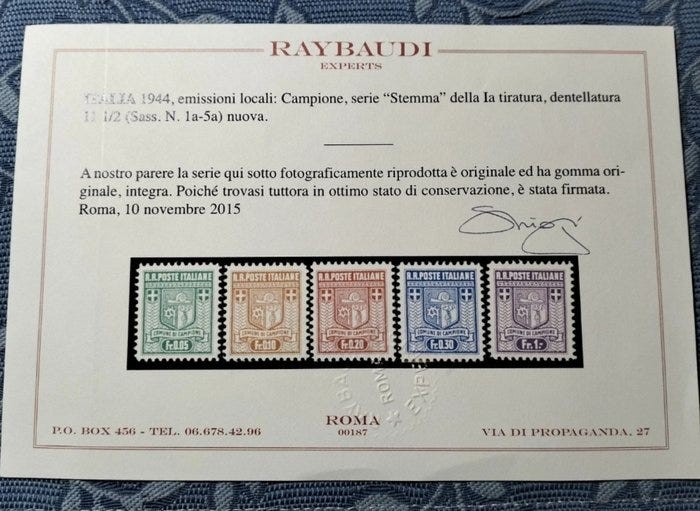 RAYBAUDI
EXPERTS
ITALIA 1944, emissioni locali: Campione, serie “Stemma” della Ia tiratura, dentellatura
11 1/2 (Sass. N. 1a-5a) nuova.
A nostro parere la serie qui sotto fotograficamente riprodotta è originale ed ha gomma ori-
ginale, integra. Poiché trovasi tuttora in ottimo stato di conservazione, è stata firmata.
Roma, 10 novembre 2015
R.R.POSTE ITALIANE R.R.POSTE ITALIANE R.R.POSTE ITALIANE R.R.POSTE ITALIANE R.R.POSTE ITALIANE
COMUNE DI CAMPIONE COMUNE DI CAMPIONE COMUNE DI CAMPIONE COMUNE DI CAMPIONE COMUNE DI CAMPIONE
Fr.0.05 Fr.0.10 Fr.0.20 Fr.0.30 Fr.1.-
ROMA
00187
P.O. BOX 456 - TEL. 06.678.42.96
VIA DI PROPAGANDA, 27